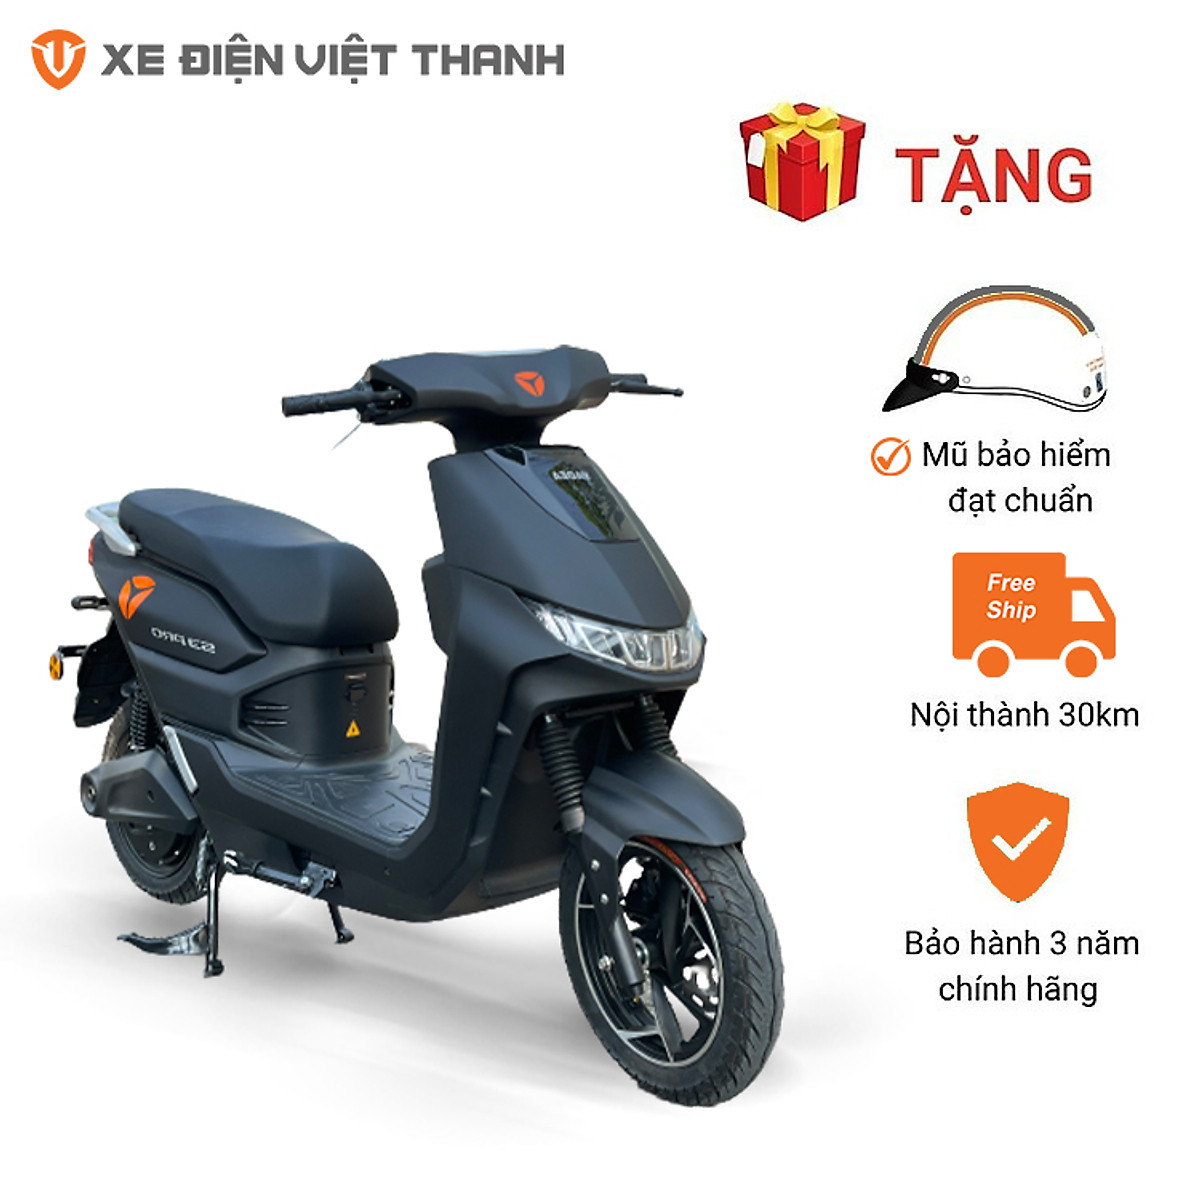 XE ĐIỆN VIỆT THANH
TẶNG
Mũ bảo hiểm
đạt chuẩn
Free
Ship
Nội thành 30km
Bảo hành 3 năm
chính hãng
YADEA
S3 PRO